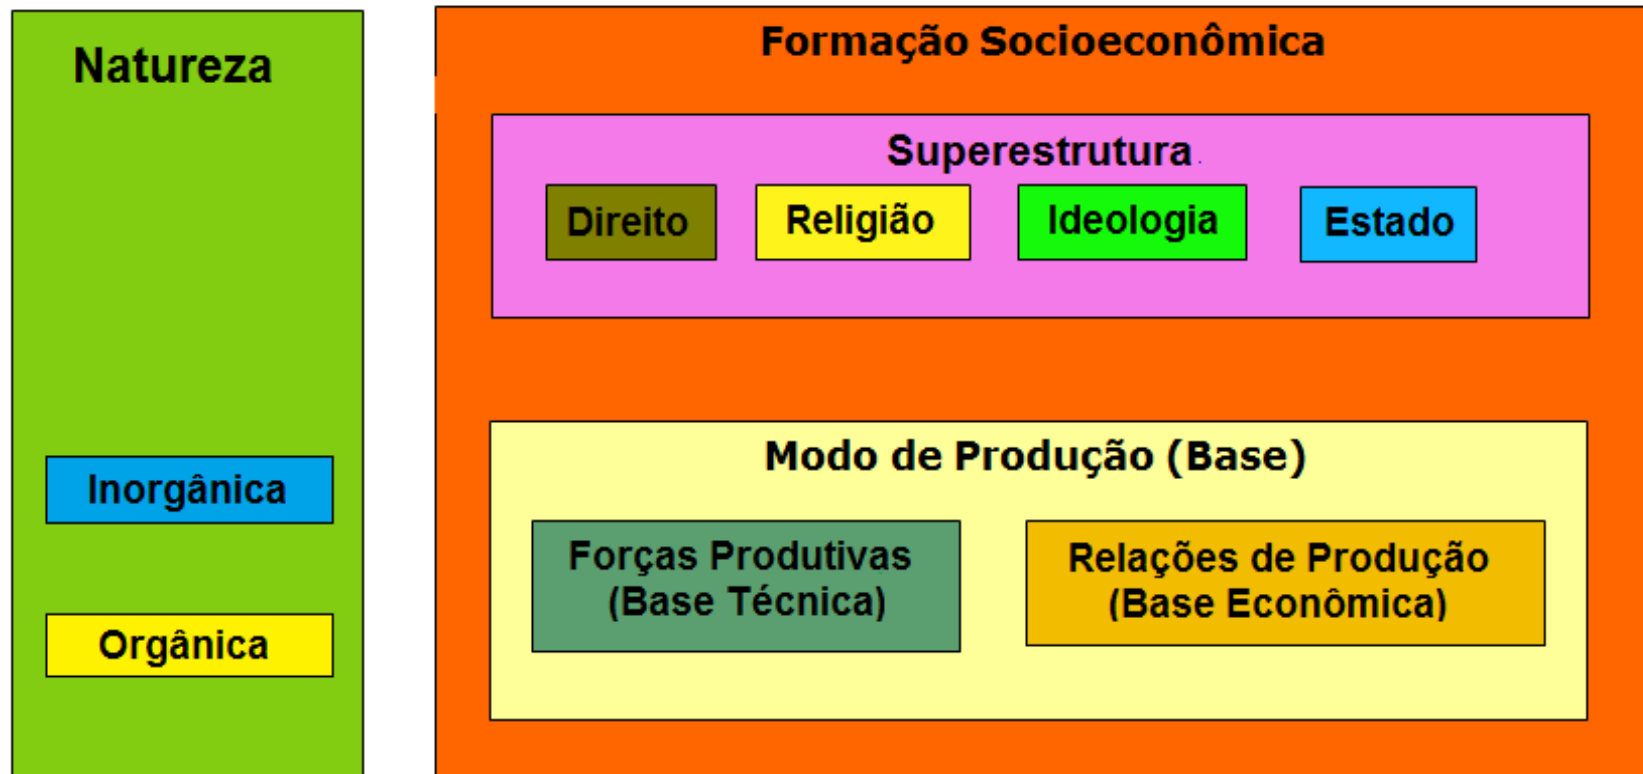 Natureza
Inorgânica
Orgânica
Formação Socioeconômica
Superestrutura
Direito
Religião
Ideologia
Estado
Modo de Produção (Base)
Forças Produtivas
(Base Técnica)
Relações de Produção
(Base Econômica)